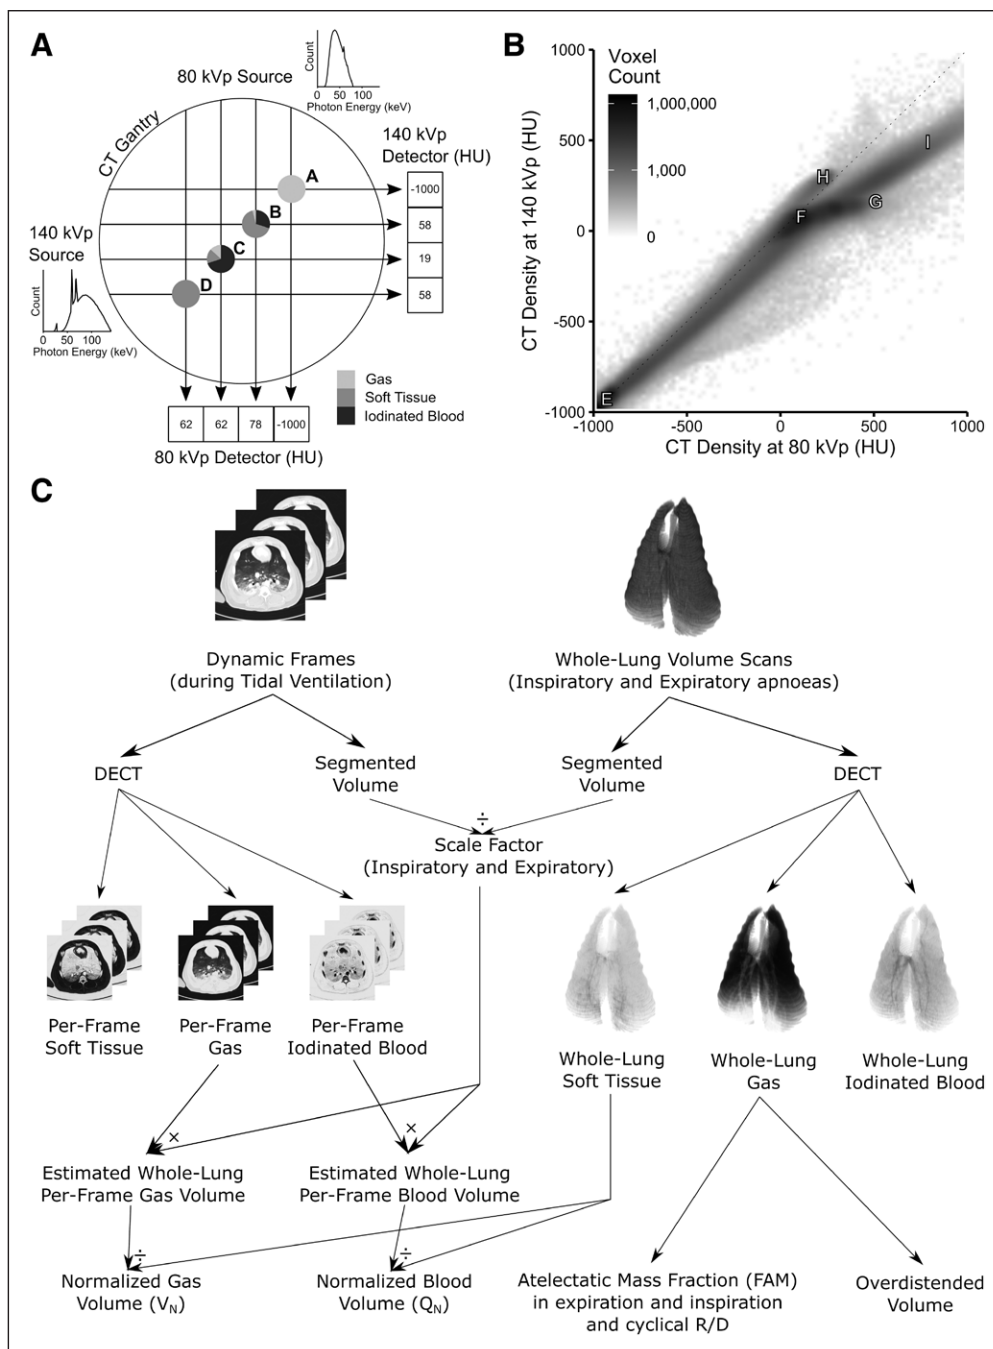 A
80 kVp Source
Count
0 50 100
Photon Energy (keV)
CT Gantry
140 kVp
Detector (HU)
A
-1000
B
58
C
19
D
58
140 kVp
Source
Count
0 50 100
Photon Energy (keV)
Gas
Soft Tissue
Iodinated Blood
62 62 78 -1000
80 kVp Detector (HU)
B
Voxel
Count
1,000,000
1,000
0
1000
500
0
-500
-1000
CT Density at 140 kVp (HU)
E
F
G
H
I
-1000 -500 0 500 1000
CT Density at 80 kVp (HU)
C
Dynamic Frames
(during Tidal Ventilation)
Whole-Lung Volume Scans
(Inspiratory and Expiratory apnoeas)
DECT
Segmented
Volume
Segmented
Volume
DECT
÷
Scale Factor
(Inspiratory and Expiratory)
Per-Frame
Soft Tissue
Per-Frame
Gas
Per-Frame
Iodinated Blood
Whole-Lung
Soft Tissue
Whole-Lung
Gas
Whole-Lung
Iodinated Blood
×
×
Estimated Whole-Lung
Per-Frame Gas Volume
Estimated Whole-Lung
Per-Frame Blood Volume
÷
÷
Normalized Gas
Volume (VN)
Normalized Blood
Volume (QN)
Atelectatic Mass Fraction (FAM)
in expiration and inspiration
and cyclical R/D
Overdistended
Volume